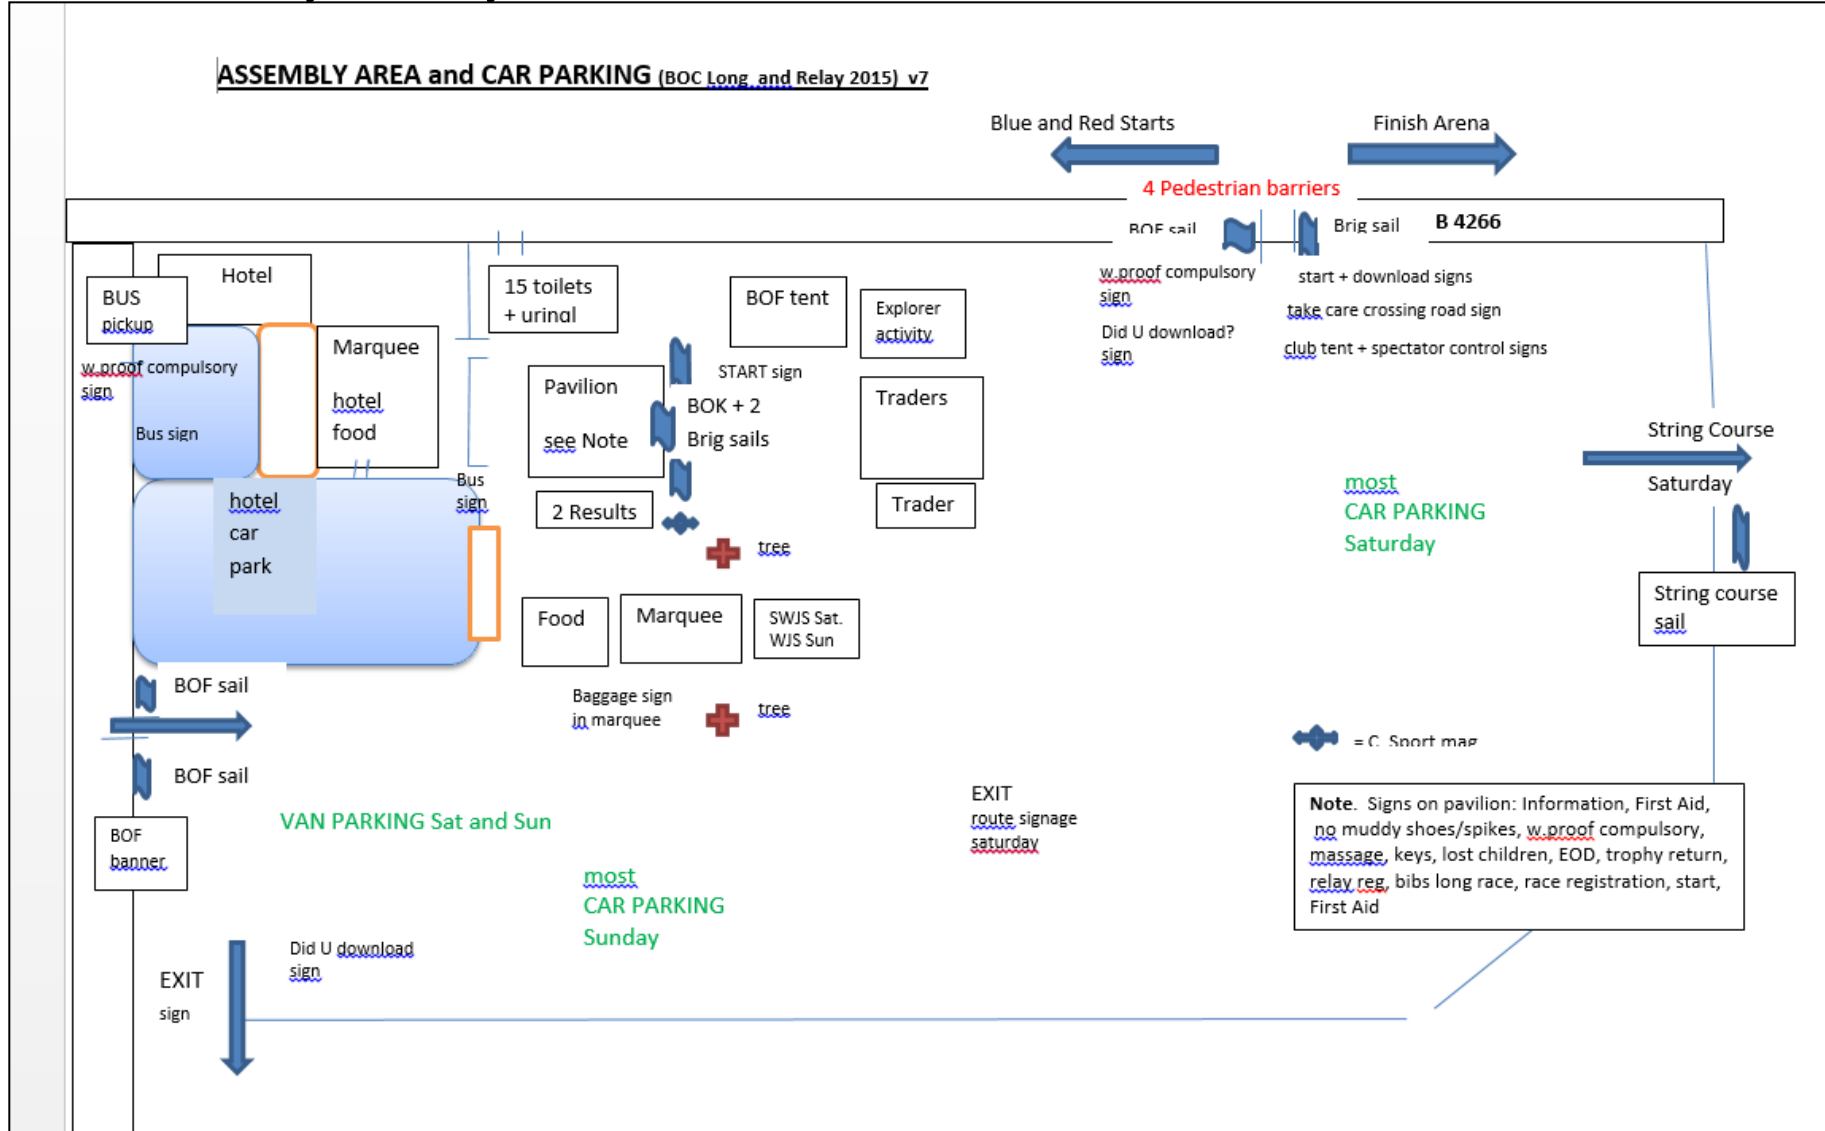 ASSEMBLY AREA and CAR PARKING (BOC Long and Relay 2015) v7
Blue and Red Starts
Finish Arena
4 Pedestrian barriers
BOF sail
Brig sail
B 4266
w.proof compulsory
sign
Did U download?
sign
start + download signs
take care crossing road sign
club tent + spectator control signs
Hotel
BUS
pickup
w.proof compulsory
sign
Bus sign
Marquee
hotel
food
15 toilets
+ urinal
BOF tent
Explorer
activity
Pavilion
see Note
START sign
BOK + 2
Brig sails
Traders
Trader
Bus
sign
2 Results
tree
hotel
car
park
Food
Marquee
SWJS Sat.
WJS Sun
Baggage sign
in marquee
tree
most
CAR PARKING
Saturday
String Course
Saturday
String course
sail
BOF sail
BOF sail
BOF
banner
VAN PARKING Sat and Sun
most
CAR PARKING
Sunday
EXIT
route signage
saturday
= C Sport mag
Note. Signs on pavilion: Information, First Aid,
no muddy shoes/spikes, w.proof compulsory,
massage, keys, lost children, EOD, trophy return,
relay reg, bibs long race, race registration, start,
First Aid
Did U download
sign
EXIT
sign